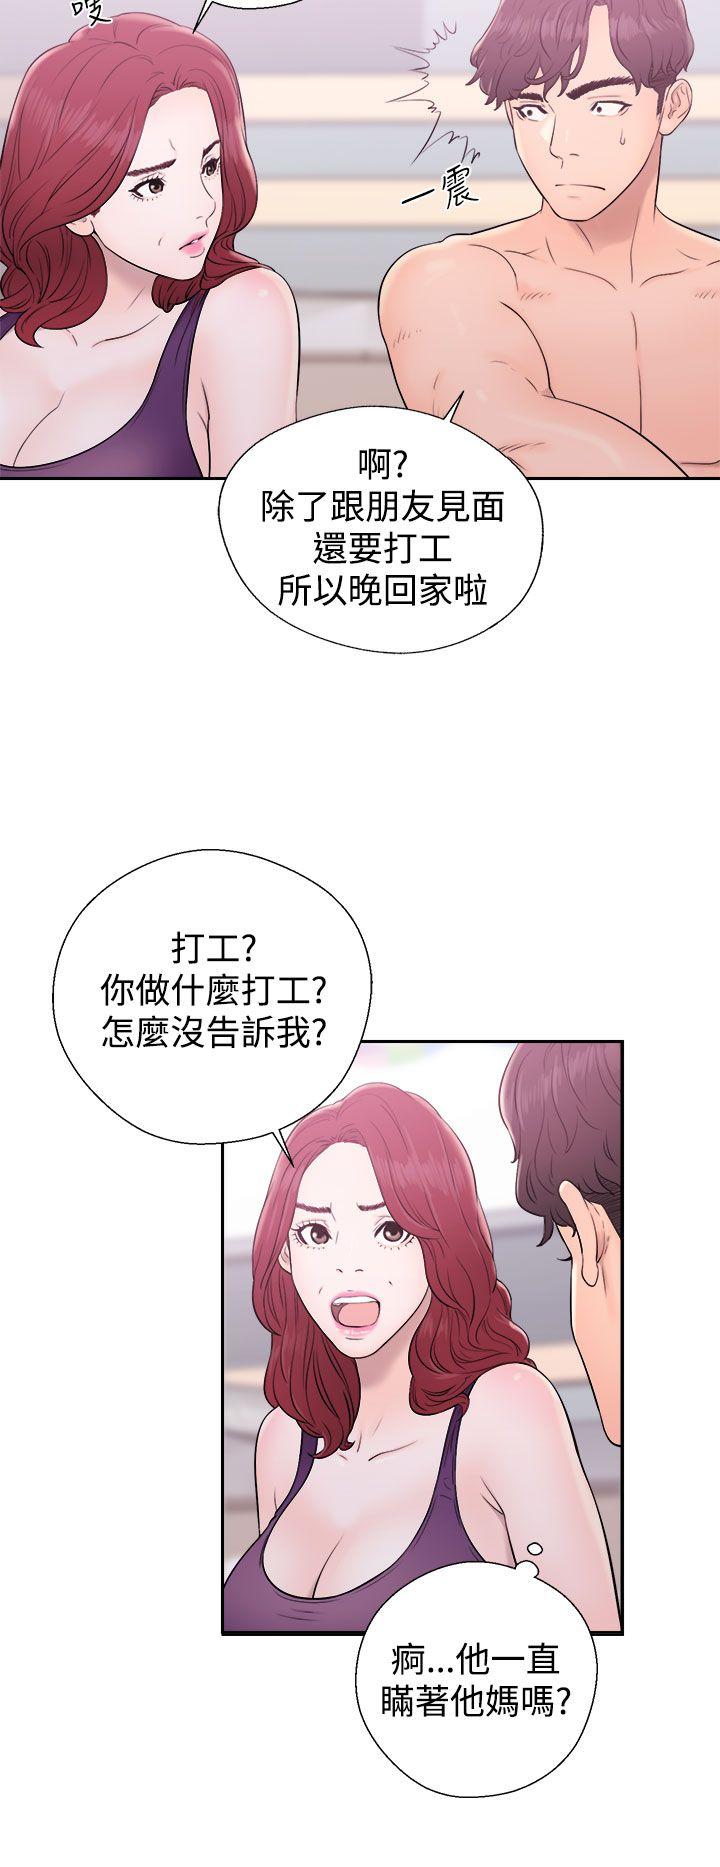 吱
一震
啊?
除了跟朋友見面
還要打工
所以晚回家啦
打工?
你做什麼打工?
怎麼沒告訴我?
痾...他一直
瞞著他媽嗎?